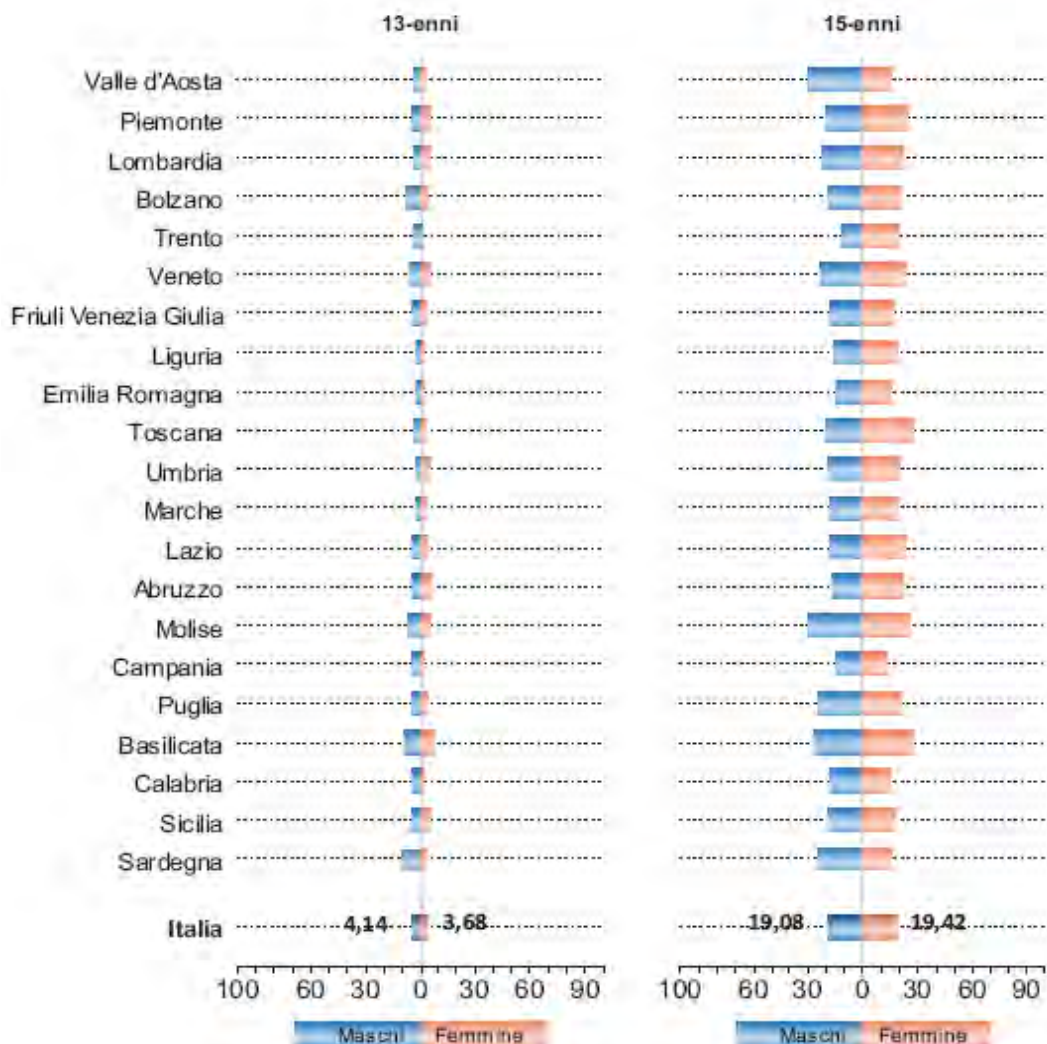 13-enni 15-enni
Valle d'Aosta
Piemonte
Lombardia
Bolzano
Trento
Veneto
Friuli Venezia Giulia
Liguria
Emilia Romagna
Toscana
Umbria
Marche
Lazio
Abruzzo
Molise
Campania
Puglia
Basilicata
Calabria
Sicilia
Sardegna
Italia 4,14 3,68 19,08 19,42
100 60 30 0 30 60 90 100 60 30 0 30 60 90
Maschi Femmine Maschi Femmine